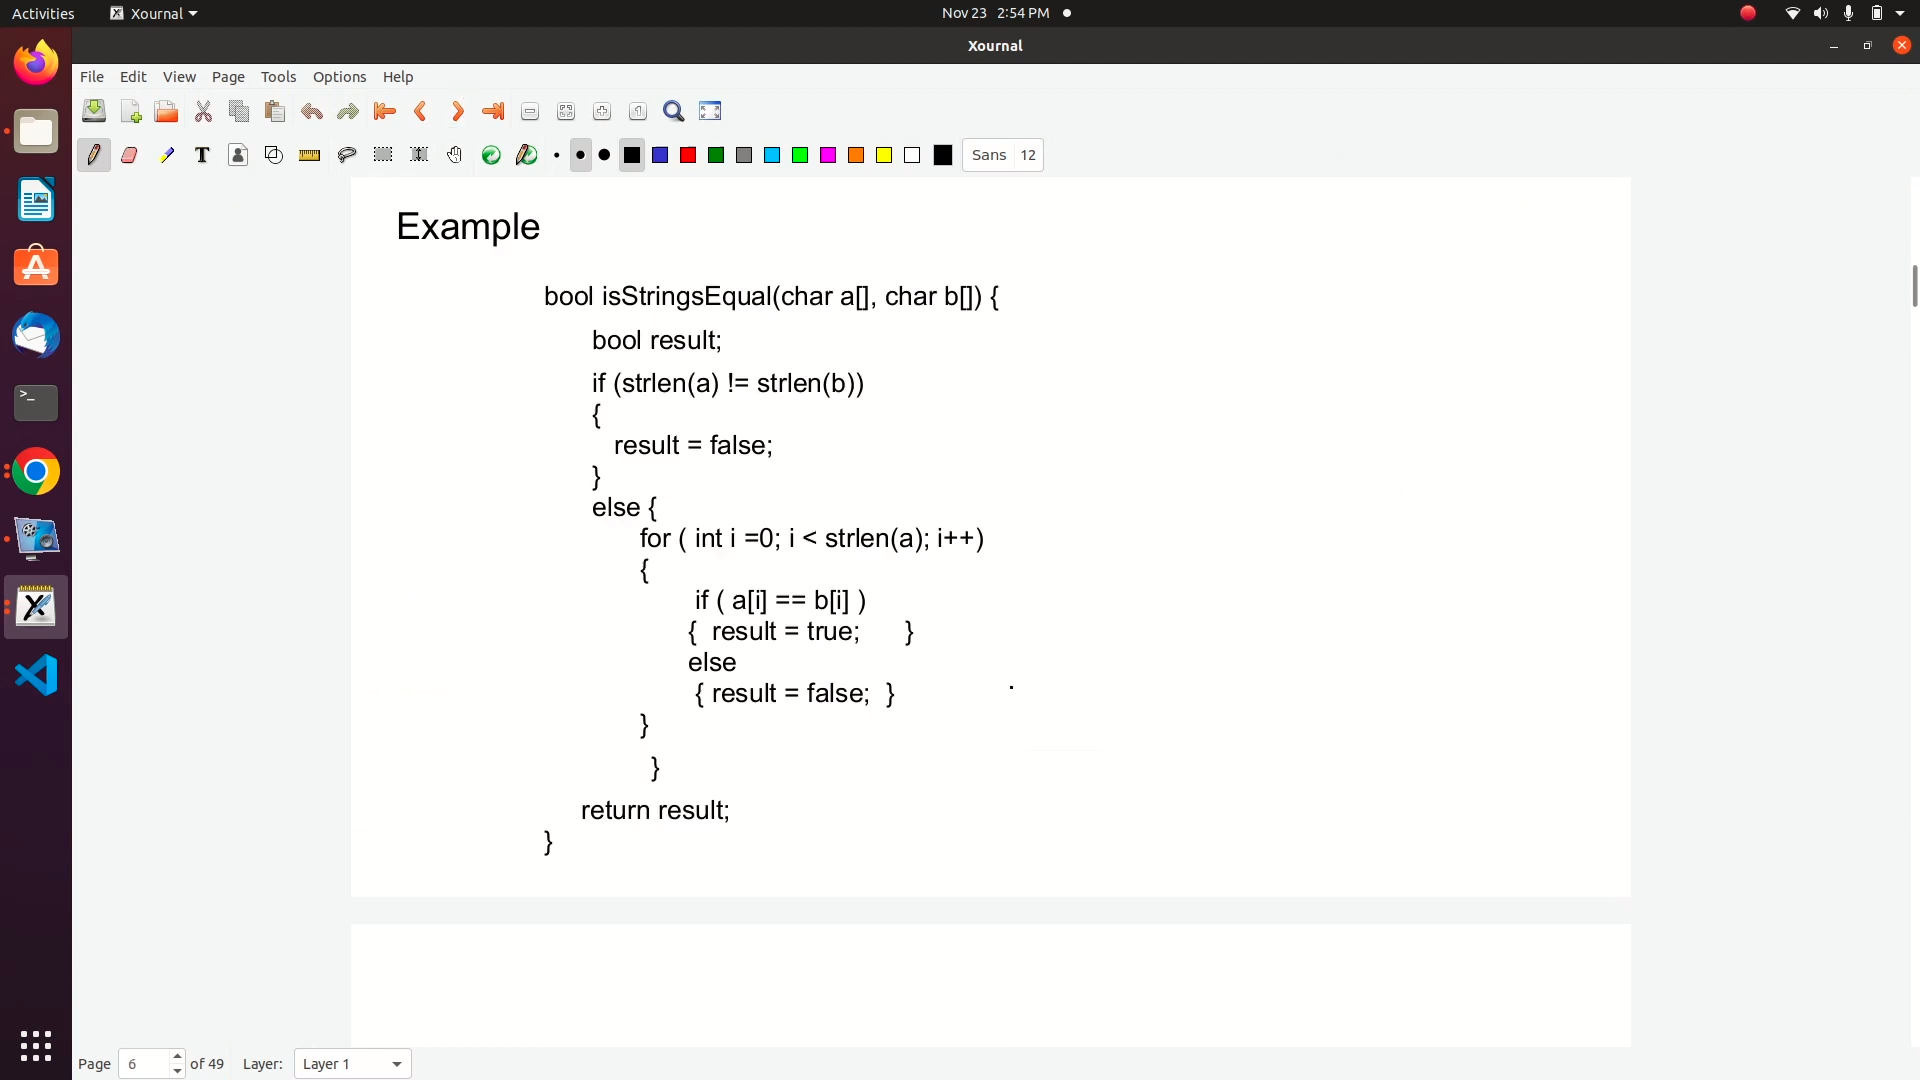 Activities Xournal Nov 23 2:54 PM
Xournal
File Edit View Page Tools Options Help
T Sans 12
Example
bool isStringsEqual(char a[], char b[]) {
bool result;
if (strlen(a) != strlen(b))
{
result = false;
}
else {
for ( int i =0; i < strlen(a); i++)
{
if ( a[i] == b[i] )
{ result = true; }
else
{ result = false; }
}
}
return result;
}
Page 6 of 49 Layer: Layer 1